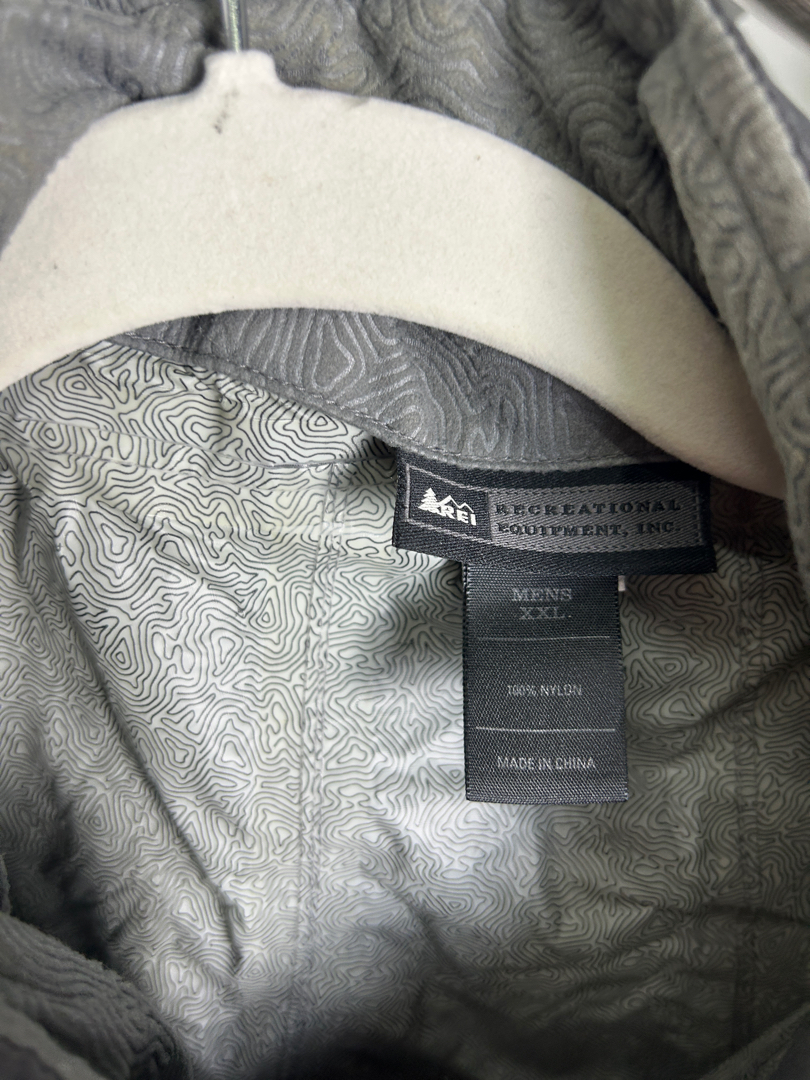 REI
RECREATIONAL
EQUIPMENT, INC.
MENS
XXL.
100% NYLON
MADE IN CHINA